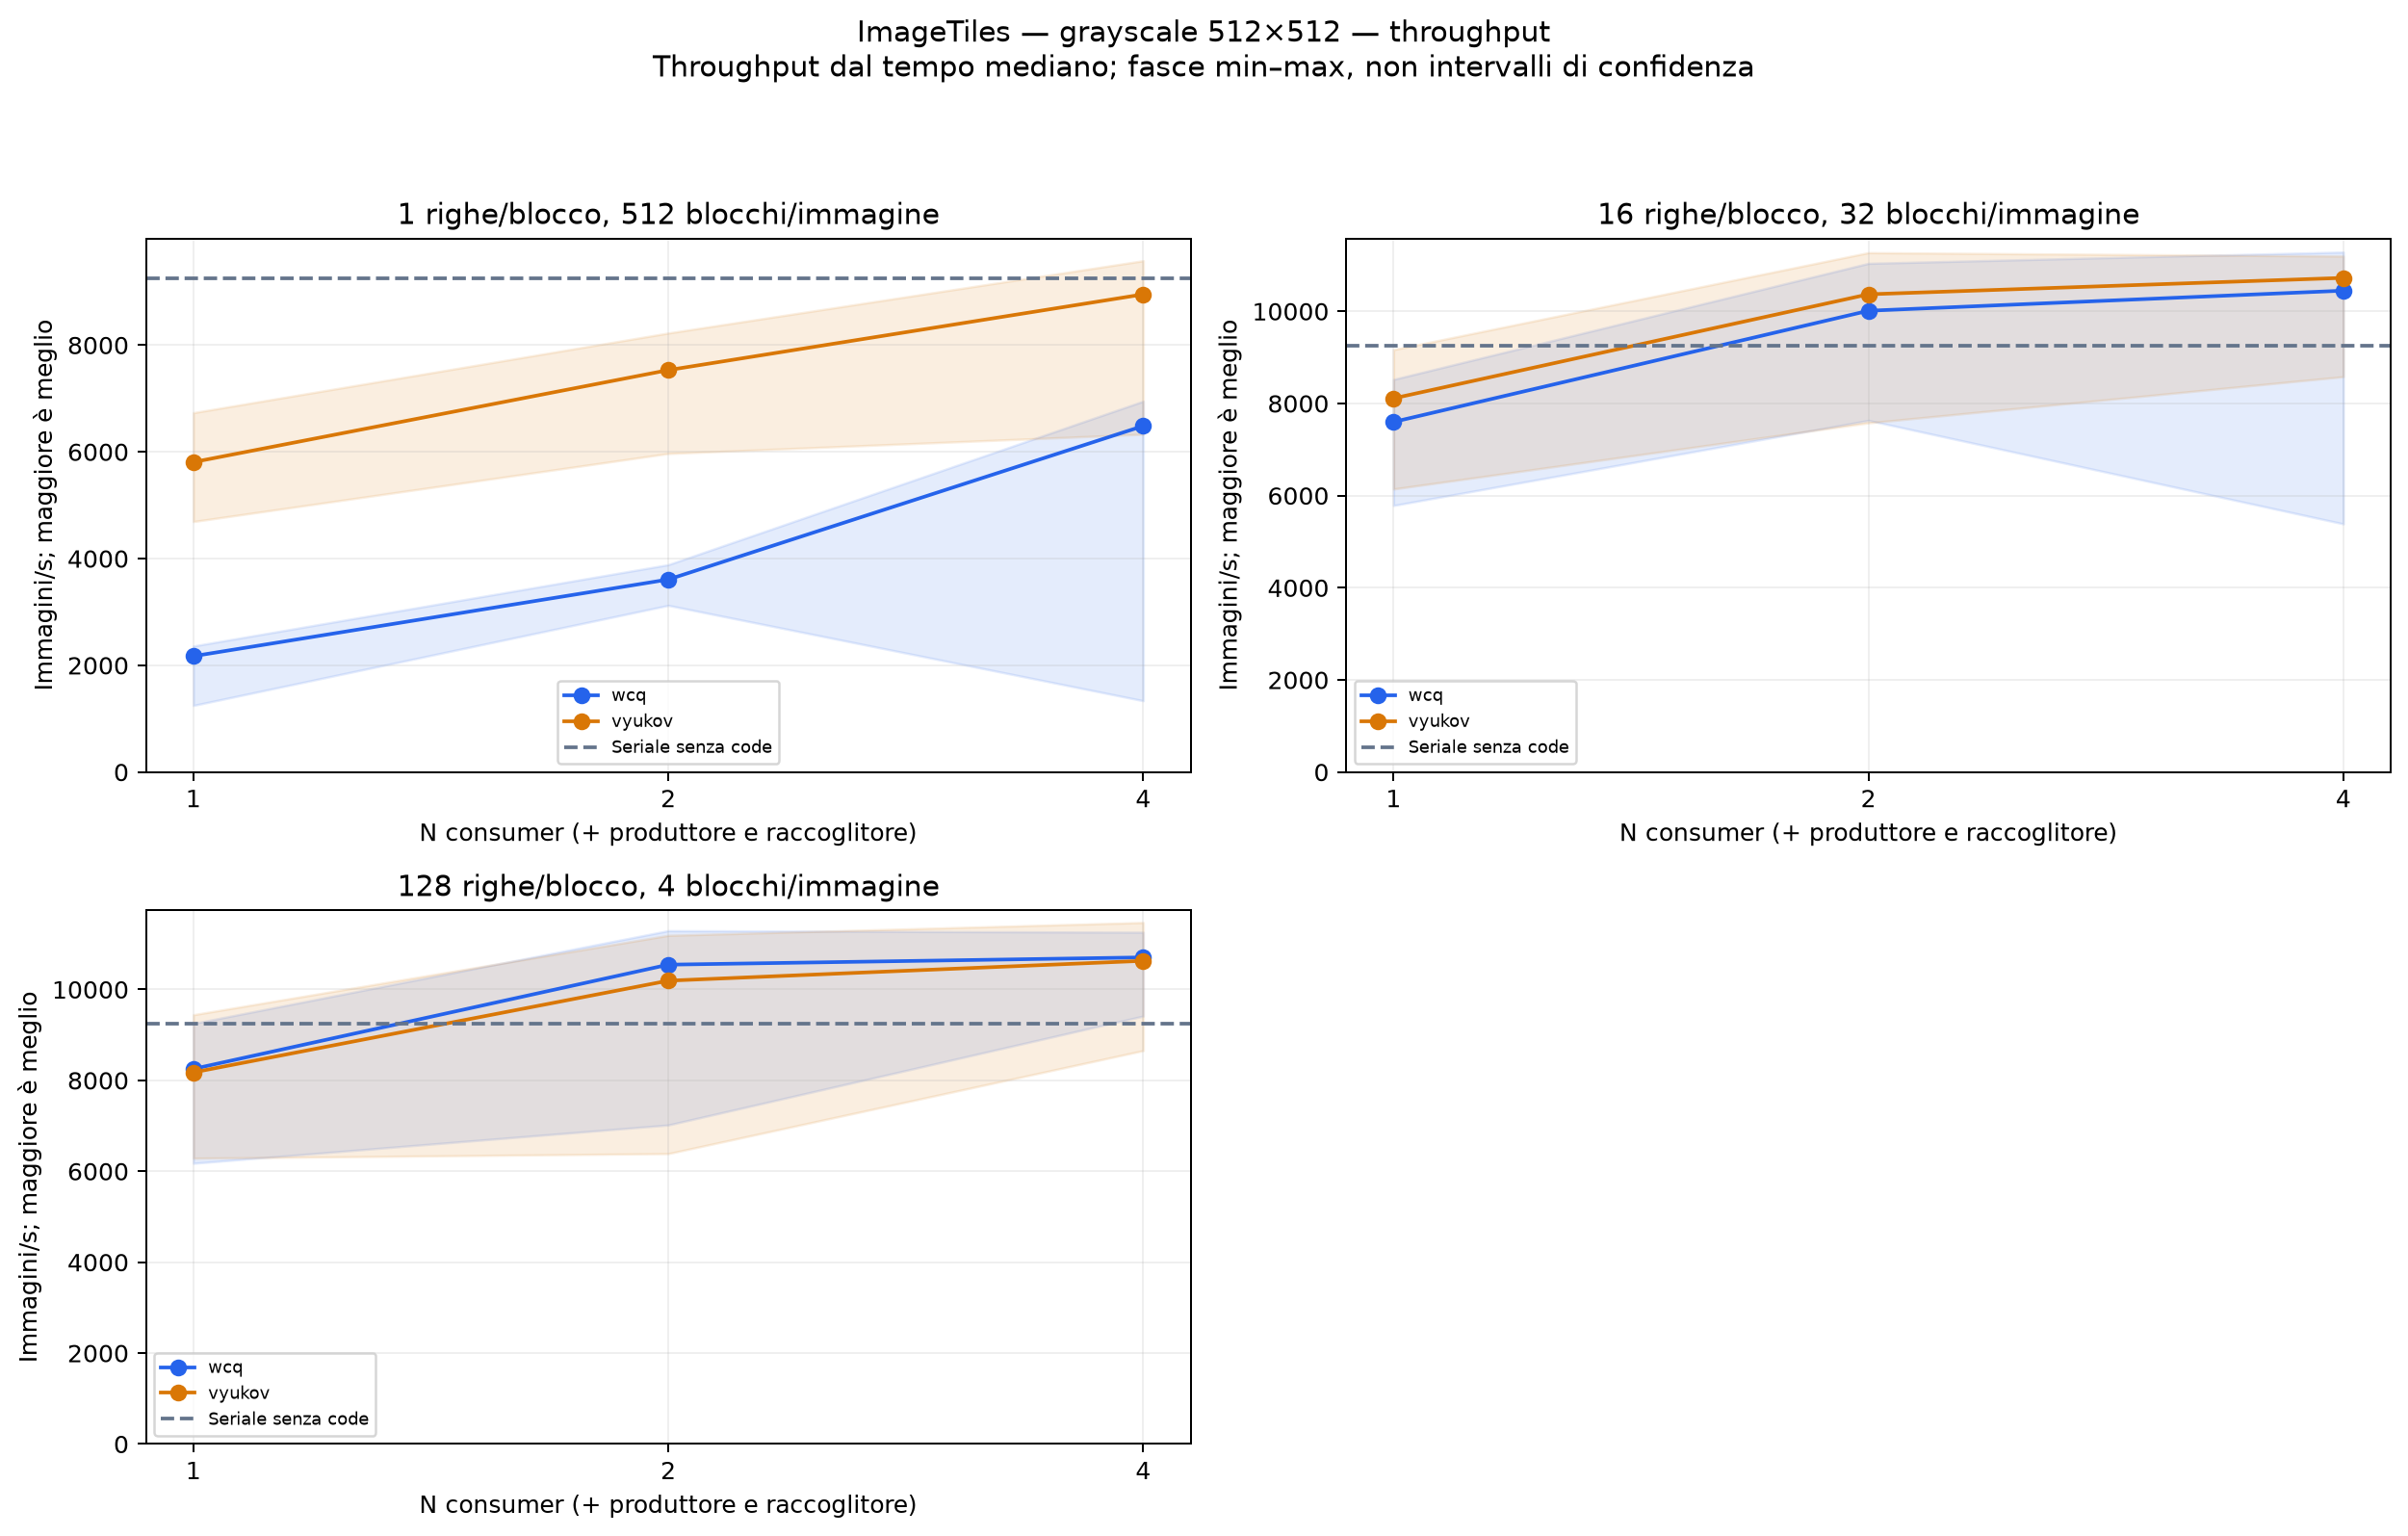 ImageTiles — grayscale 512×512 — throughput
Throughput dal tempo mediano; fasce min–max, non intervalli di confidenza
1 righe/blocco, 512 blocchi/immagine
Immagini/s; maggiore è meglio
8000
6000
4000
2000
0
wcq
vyukov
Seriale senza code
1
2
4
N consumer (+ produttore e raccoglitore)
16 righe/blocco, 32 blocchi/immagine
Immagini/s; maggiore è meglio
10000
8000
6000
4000
2000
0
wcq
vyukov
Seriale senza code
1
2
4
N consumer (+ produttore e raccoglitore)
128 righe/blocco, 4 blocchi/immagine
Immagini/s; maggiore è meglio
10000
8000
6000
4000
2000
0
wcq
vyukov
Seriale senza code
1
2
4
N consumer (+ produttore e raccoglitore)